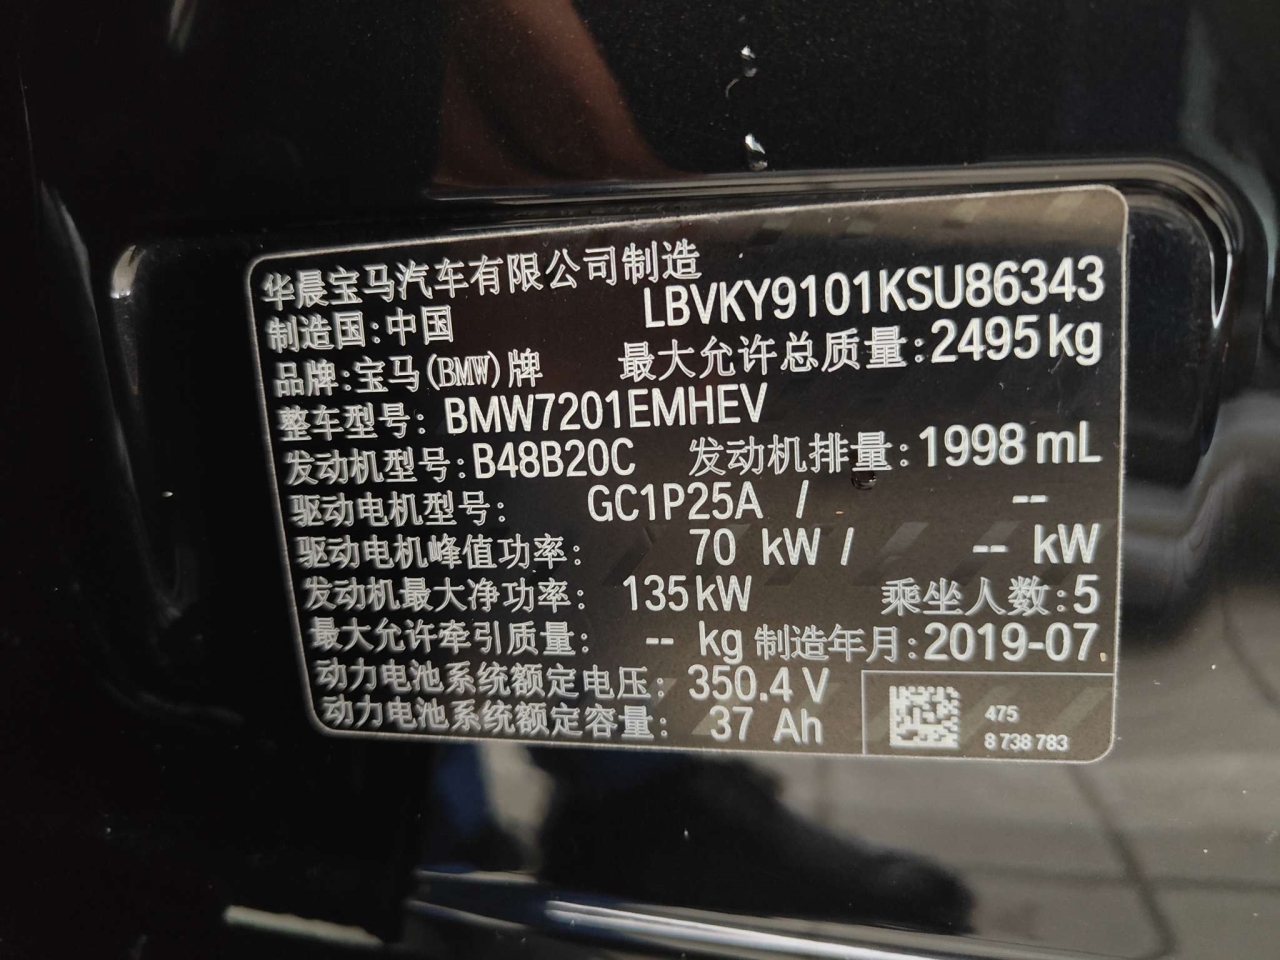 华晨宝马汽车有限公司制造
制造国:中国 LBVKY9101KSU86343
品牌:宝马(BMW)牌 最大允许总质量:2495kg
整车型号: BMW7201EMHEV
发动机型号:B48B20C 发动机排量:1998 mL
驱动电机型号: GC1P25A / --
驱动电机峰值功率: 70 kW / -- kW
发动机最大净功率: 135kW 乘坐人数:5
最大允许牵引质量: -- kg 制造年月:2019-07
动力电池系统额定电压: 350.4 V
动力电池系统额定容量: 37 Ah
475
8 738 783